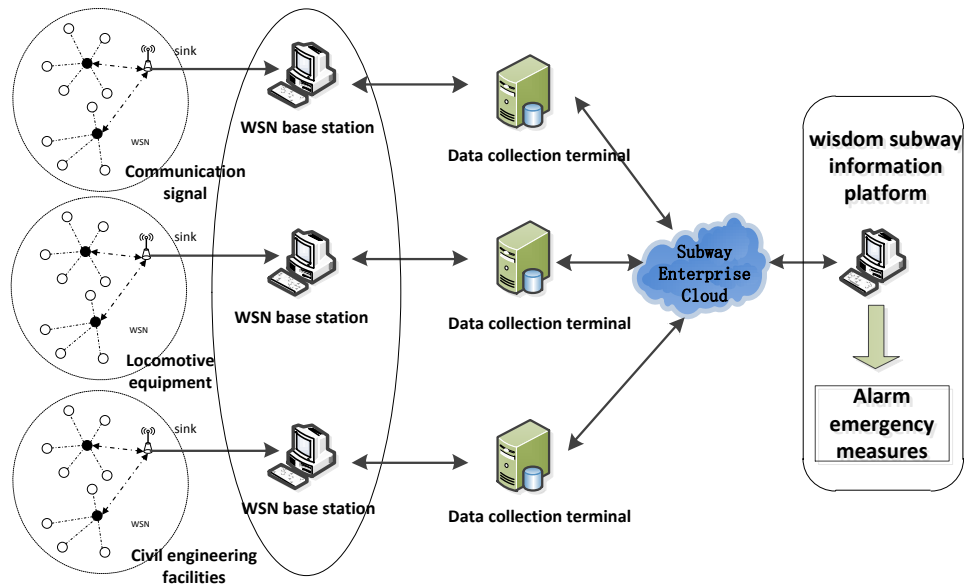 sink
WSN
Communication
signal
WSN base station
Data collection terminal
sink
WSN
Locomotive
equipment
WSN base station
Data collection terminal
Subway
Enterprise
Cloud
sink
WSN
Civil engineering
facilities
WSN base station
Data collection terminal
wisdom subway
information
platform
Alarm
emergency
measures